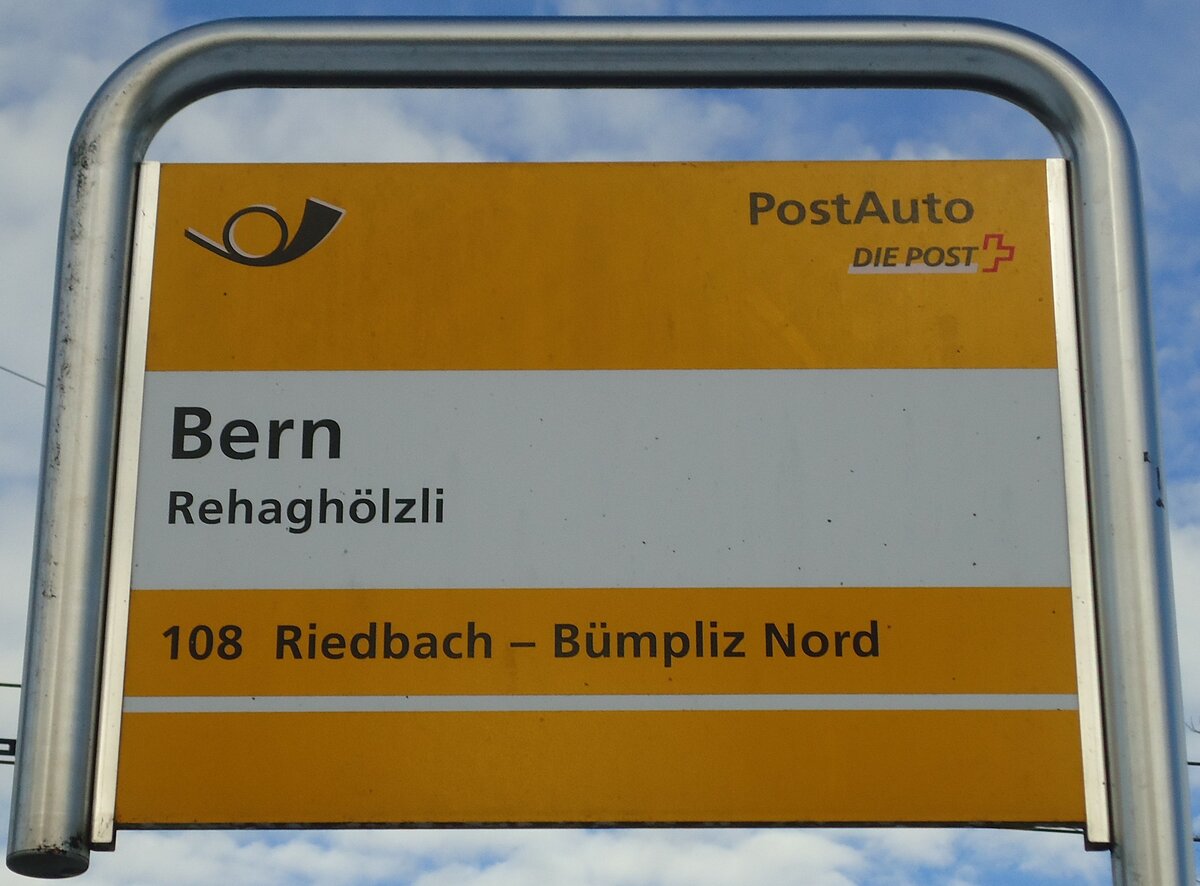 PostAuto
DIE POST
Bern
Rehaghölzli
108 Riedbach – Bümpliz Nord